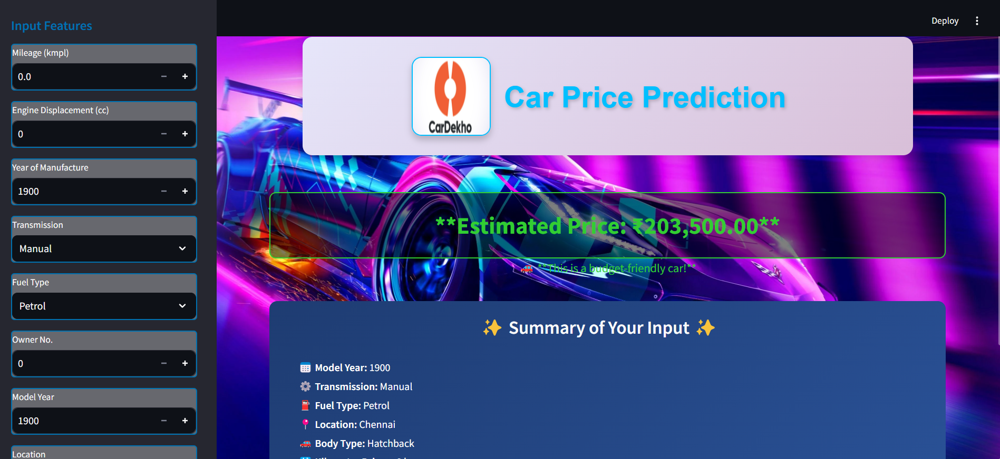 Input Features
Mileage (kmpl)
0.0
Engine Displacement (cc)
0
Year of Manufacture
1900
Transmission
Manual
Fuel Type
Petrol
Owner No.
0
Model Year
1900
Location
Deploy
CarDekho
Car Price Prediction
**Estimated Price: ₹203,500.00**
🚗 **This is a budget-friendly car!**
✨ Summary of Your Input ✨
📅 Model Year: 1900
⚙️ Transmission: Manual
⛽ Fuel Type: Petrol
📍 Location: Chennai
🚗 Body Type: Hatchback